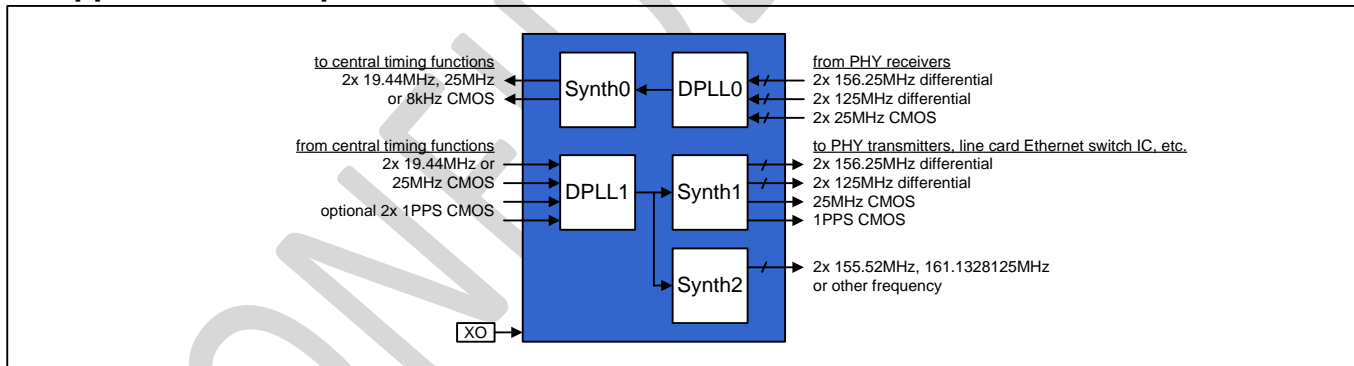 to central timing functions
2x 19.44MHz, 25MHz
or 8kHz CMOS
Synth0
DPLL0
from PHY receivers
2x 156.25MHz differential
2x 125MHz differential
2x 25MHz CMOS
from central timing functions
2x 19.44MHz or
25MHz CMOS
optional 2x 1PPS CMOS
DPLL1
Synth1
to PHY transmitters, line card Ethernet switch IC, etc.
2x 156.25MHz differential
2x 125MHz differential
25MHz CMOS
1PPS CMOS
Synth2
2x 155.52MHz, 161.1328125MHz
or other frequency
XO